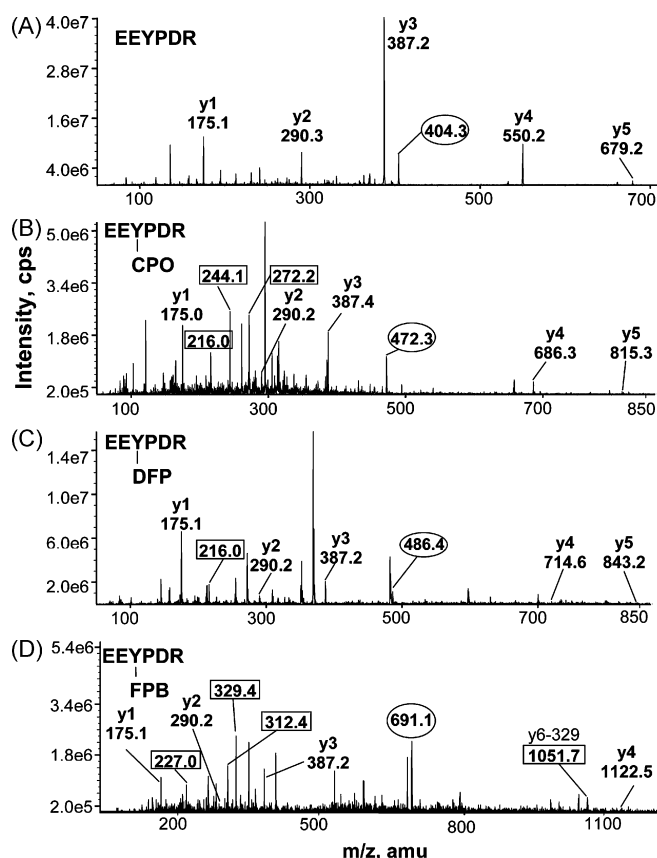 (A)
EEYPDR
4.0e7
2.8e7
1.6e7
4.0e6
y1
175.1
y2
290.3
y3
387.2
404.3
y4
550.2
y5
679.2
100 300 500 700
(B)
EEYPDR
CPO
5.0e6
3.4e6
1.8e6
2.0e5
y1
175.0
216.0
244.1
272.2
y2
290.2
y3
387.4
472.3
y4
686.3
y5
815.3
100 300 500 700 850
Intensity, cps
(C)
EEYPDR
DFP
1.4e7
1.0e7
6.0e6
2.0e6
y1
175.1
216.0
y2
290.2
y3
387.2
486.4
y4
714.6
y5
843.2
100 300 500 700 850
(D)
EEYPDR
FPB
5.4e6
3.4e6
1.8e6
2.0e5
y1
175.1
y2
290.2
227.0
329.4
312.4
y3
387.2
691.1
y6-329
1051.7
y4
1122.5
200 500 800 1100
m/z, amu